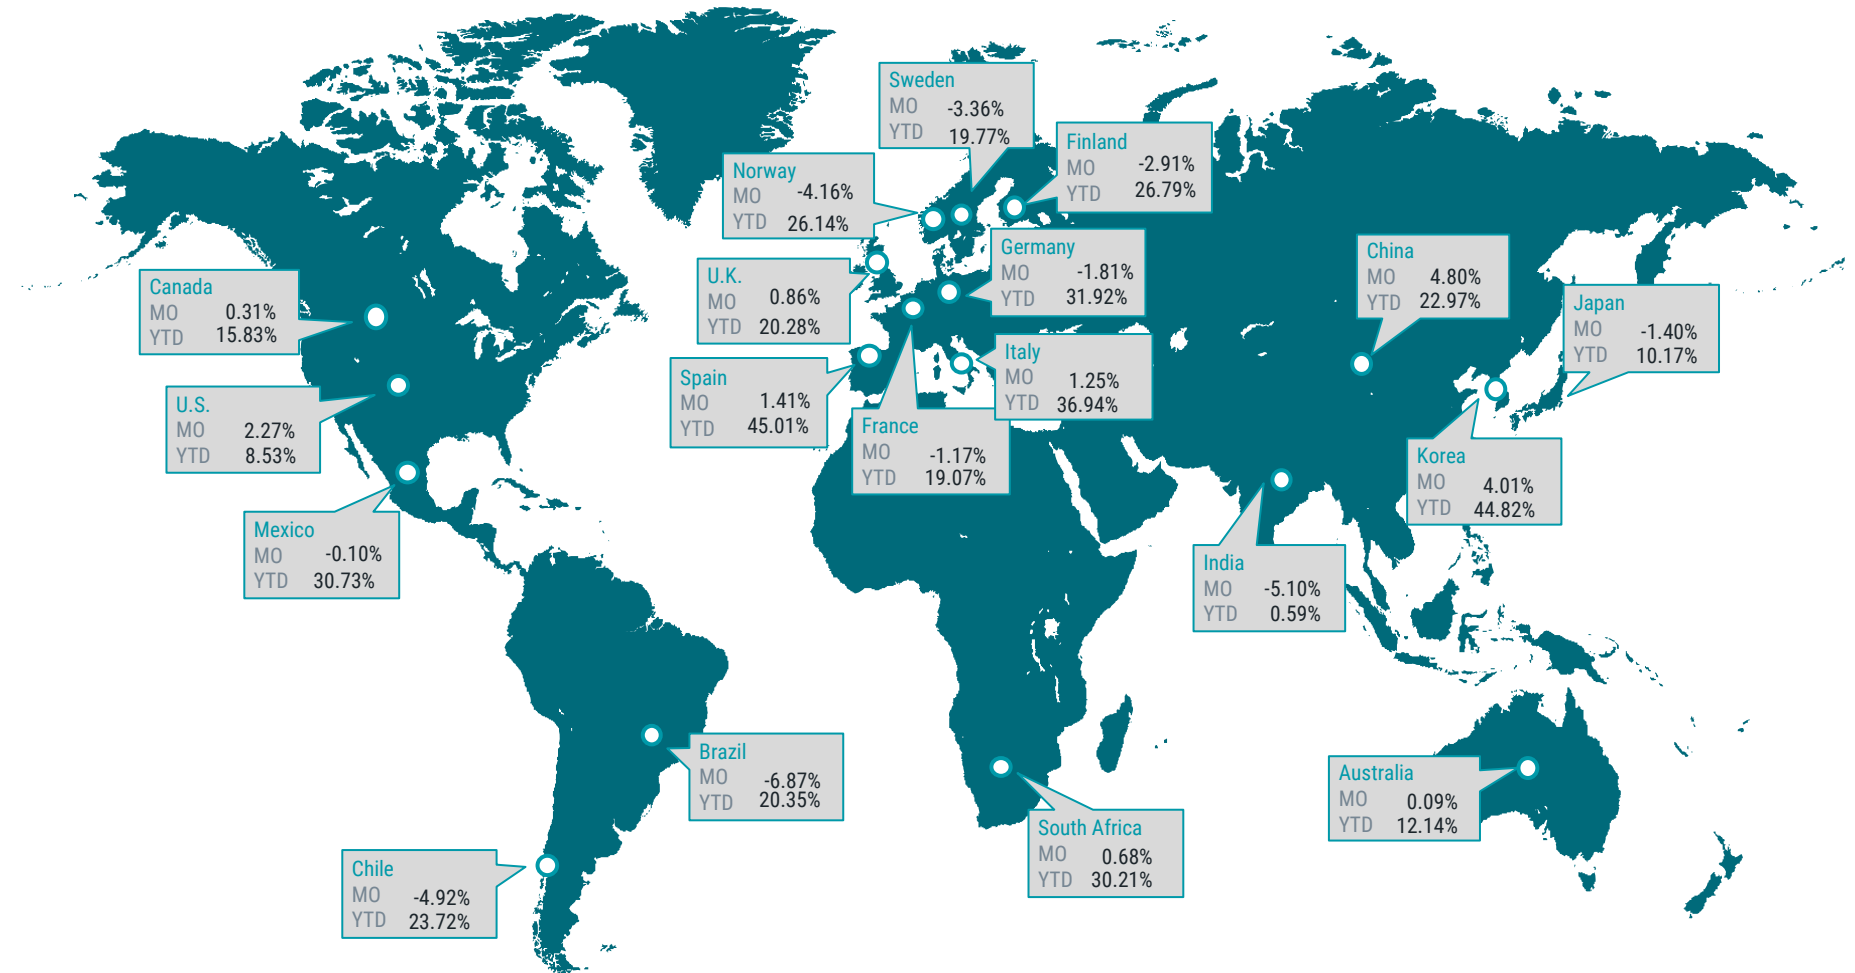 Sweden
MO -3.36%
YTD 19.77%
Finland
MO -2.91%
YTD 26.79%
Norway
MO -4.16%
YTD 26.14%
Germany
MO -1.81%
YTD 31.92%
China
MO 4.80%
YTD 22.97%
U.K.
MO 0.86%
YTD 20.28%
Canada
MO 0.31%
YTD 15.83%
Japan
MO -1.40%
YTD 10.17%
Italy
MO 1.25%
YTD 36.94%
Spain
MO 1.41%
YTD 45.01%
U.S.
MO 2.27%
YTD 8.53%
France
MO -1.17%
YTD 19.07%
Korea
MO 4.01%
YTD 44.82%
Mexico
MO -0.10%
YTD 30.73%
India
MO -5.10%
YTD 0.59%
Brazil
MO -6.87%
YTD 20.35%
Australia
MO 0.09%
YTD 12.14%
South Africa
MO 0.68%
YTD 30.21%
Chile
MO -4.92%
YTD 23.72%